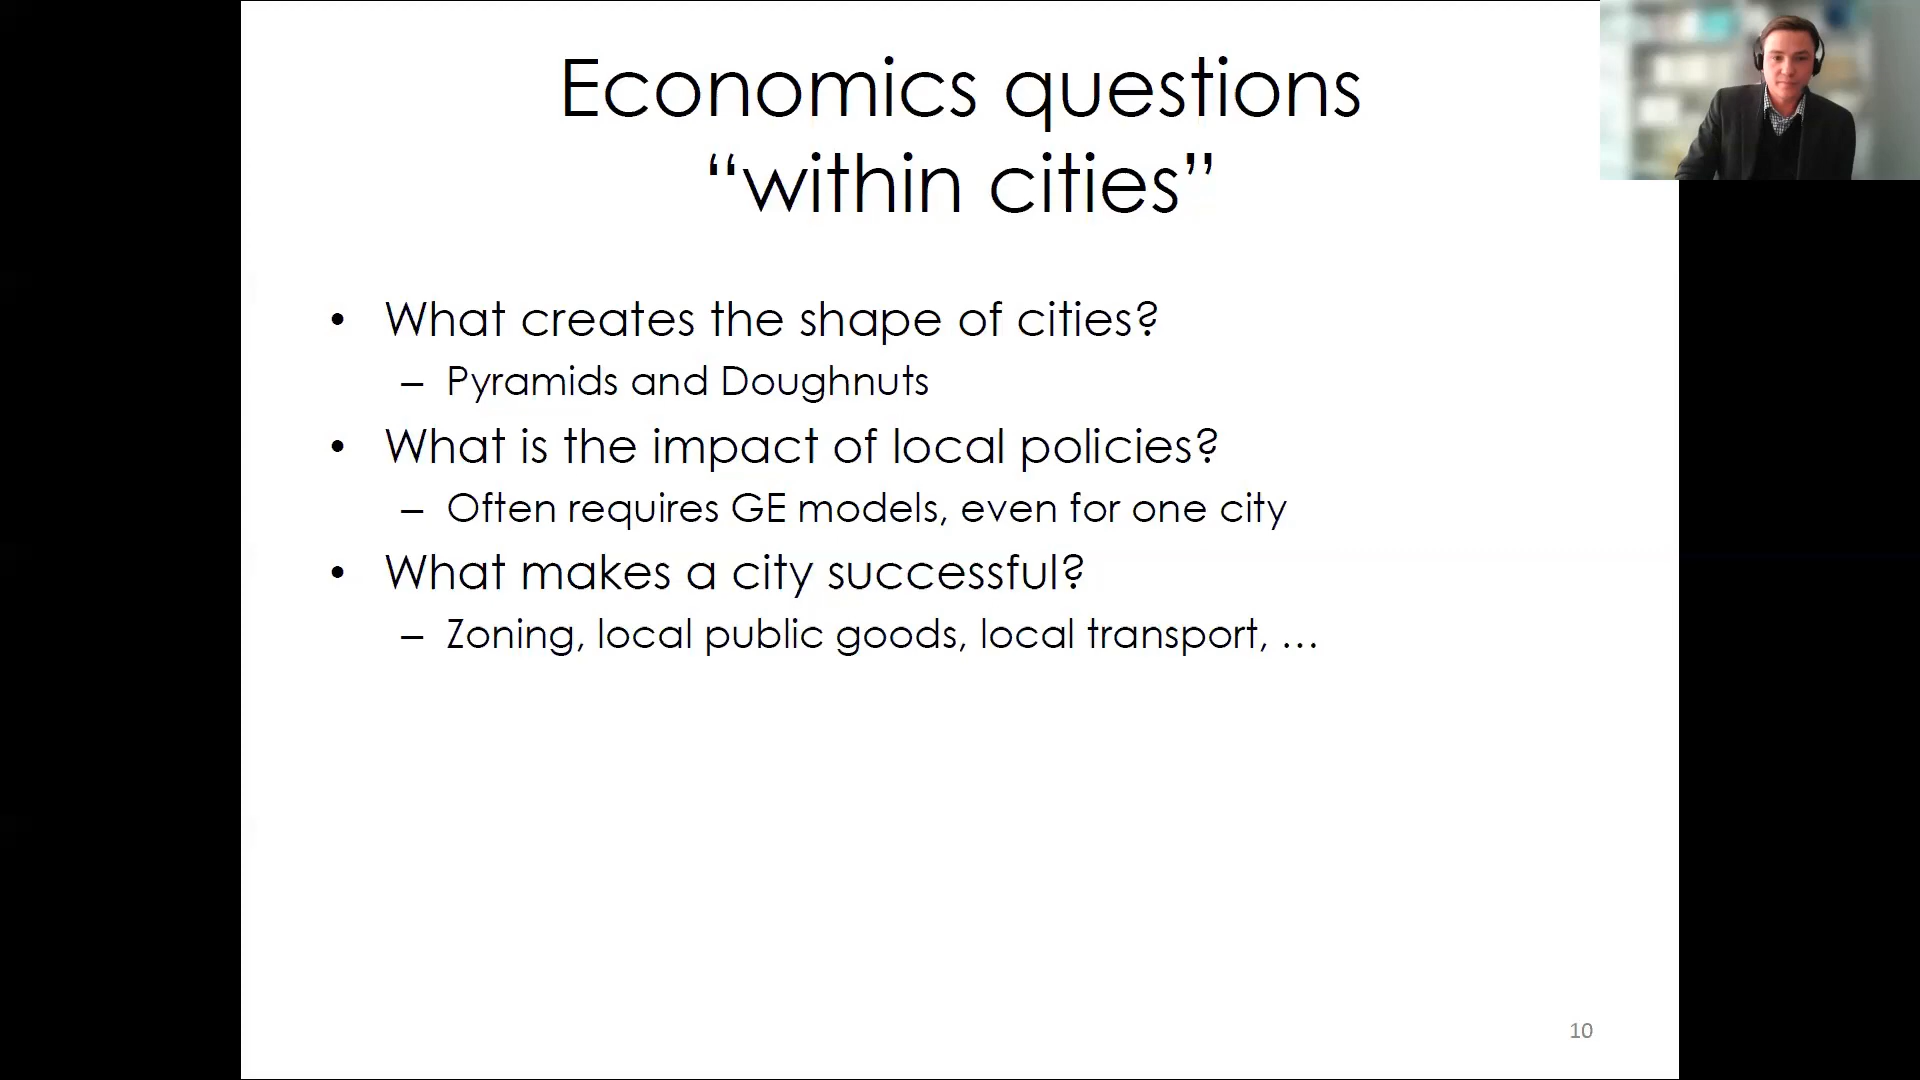 Economics questions
“within cities”
• What creates the shape of cities?
– Pyramids and Doughnuts
• What is the impact of local policies?
– Often requires GE models, even for one city
• What makes a city successful?
– Zoning, local public goods, local transport, …
10